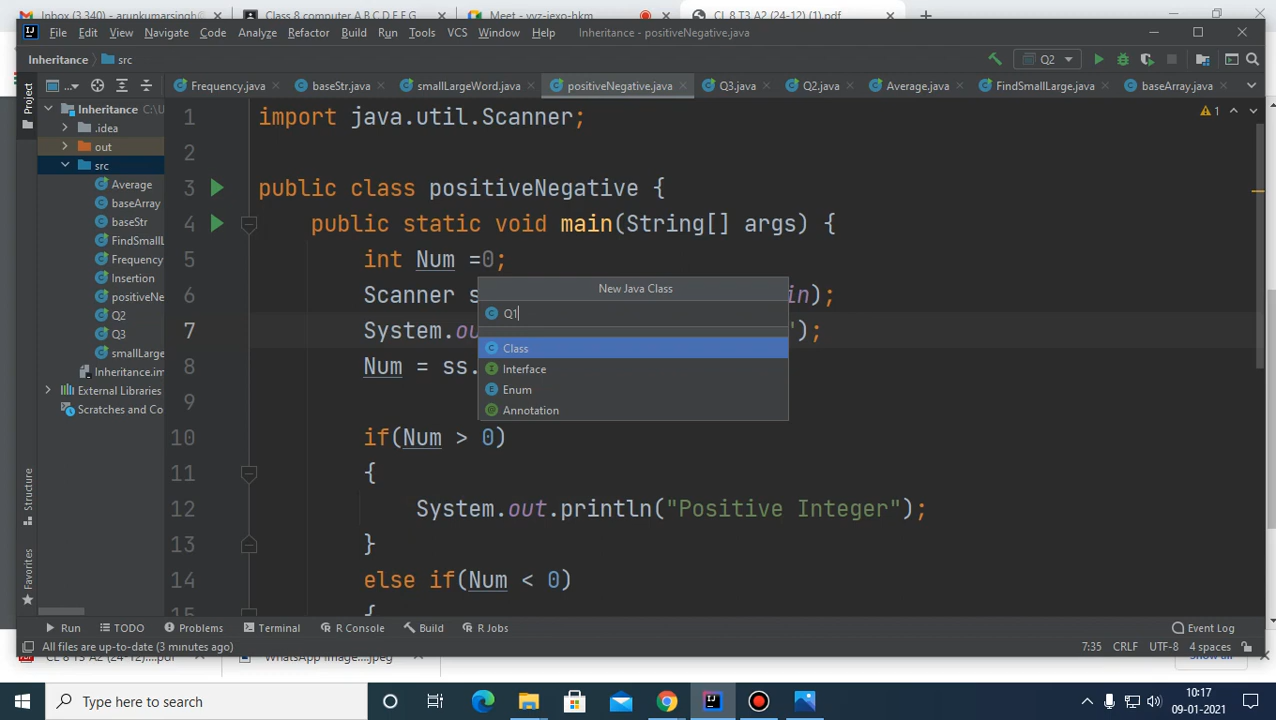 Inbox (3,340) - arunkumarsingh
Class 8 computer A B C D E F G
Meet - vyz-jexo-hkm
CL 8 T3 A2 (24-12) (1).pdf
File Edit View Navigate Code Analyze Refactor Build Run Tools VCS Window Help Inheritance - positiveNegative.java
Inheritance src Q2
... Frequency.java baseStr.java smallLargeWord.java positiveNegative.java Q3.java Q2.java Average.java FindSmallLarge.java baseArray.java
Project
Inheritance C:\U
.idea
out
src
Average
baseArray
baseStr
FindSmallL
Frequency
Insertion
positiveNe
Q2
Q3
smallLarge
Inheritance.im
External Libraries
Scratches and Co
Structure
Favorites
1 import java.util.Scanner; 1
2
3 public class positiveNegative {
4 public static void main(String[] args) {
5 int Num =0;
6 Scanner s in);
7 System.ou ");
8 Num = ss.
9
10 if(Num > 0)
11 {
12 System.out.println("Positive Integer");
13 }
14 else if(Num < 0)
15 {
New Java Class
Q1
Class
Interface
Enum
Annotation
Run TODO Problems Terminal R Console Build R Jobs Event Log
All files are up-to-date (3 minutes ago) 7:35 CRLF UTF-8 4 spaces
CL 8 T3 A2 (24-12)....pdf WhatsApp Image....jpeg Show all
Type here to search 10:17
09-01-2021